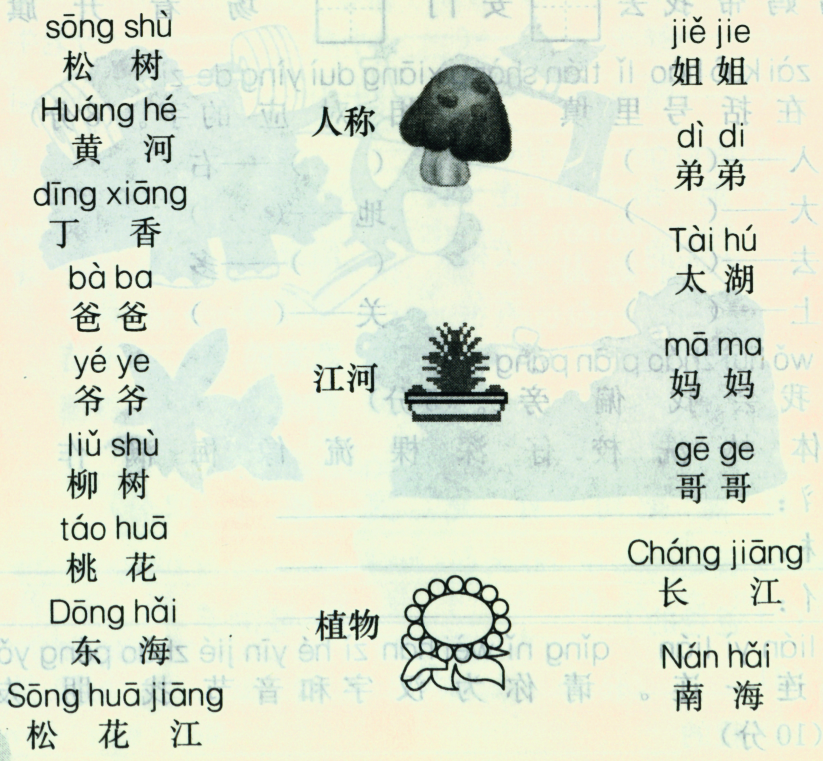 sōng shù
松 树
Huáng hé
黄 河
dīng xiāng
丁 香
bà ba
爸 爸
yé ye
爷 爷
liǔ shù
柳 树
táo huā
桃 花
Dōng hǎi
东 海
Sōng huā jiāng
松 花 江
人称
江河
植物
jiě jie
姐 姐
dì di
弟 弟
Tài hú
太 湖
mā ma
妈 妈
gē ge
哥 哥
Cháng jiāng
长 江
Nán hǎi
南 海